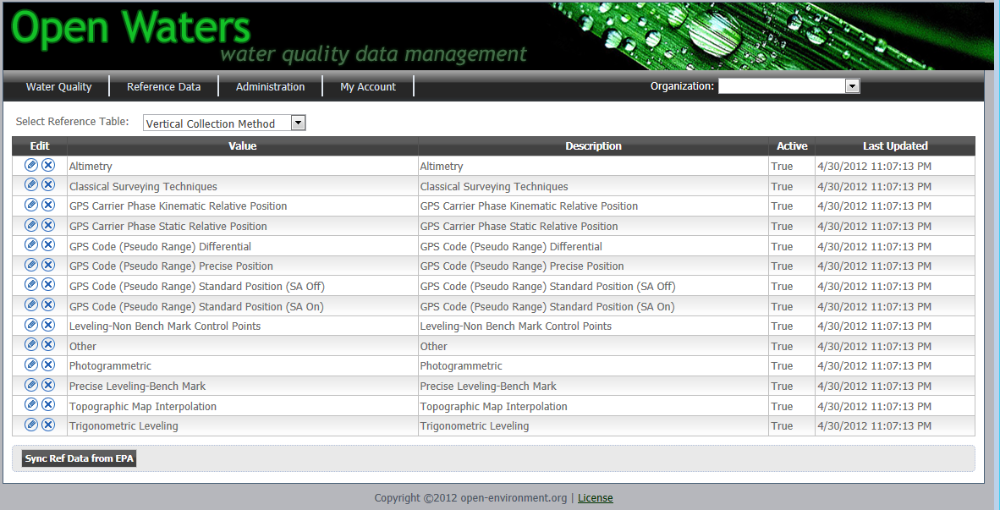 Open Waters
water quality data management
Water Quality Reference Data Administration My Account Organization:
Select Reference Table: Vertical Collection Method
Edit Value Description Active Last Updated
Altimetry Altimetry True 4/30/2012 11:07:13 PM
Classical Surveying Techniques Classical Surveying Techniques True 4/30/2012 11:07:13 PM
GPS Carrier Phase Kinematic Relative Position GPS Carrier Phase Kinematic Relative Position True 4/30/2012 11:07:13 PM
GPS Carrier Phase Static Relative Position GPS Carrier Phase Static Relative Position True 4/30/2012 11:07:13 PM
GPS Code (Pseudo Range) Differential GPS Code (Pseudo Range) Differential True 4/30/2012 11:07:13 PM
GPS Code (Pseudo Range) Precise Position GPS Code (Pseudo Range) Precise Position True 4/30/2012 11:07:13 PM
GPS Code (Pseudo Range) Standard Position (SA Off) GPS Code (Pseudo Range) Standard Position (SA Off) True 4/30/2012 11:07:13 PM
GPS Code (Pseudo Range) Standard Position (SA On) GPS Code (Pseudo Range) Standard Position (SA On) True 4/30/2012 11:07:13 PM
Leveling-Non Bench Mark Control Points Leveling-Non Bench Mark Control Points True 4/30/2012 11:07:13 PM
Other Other True 4/30/2012 11:07:13 PM
Photogrammetric Photogrammetric True 4/30/2012 11:07:13 PM
Precise Leveling-Bench Mark Precise Leveling-Bench Mark True 4/30/2012 11:07:13 PM
Topographic Map Interpolation Topographic Map Interpolation True 4/30/2012 11:07:13 PM
Trigonometric Leveling Trigonometric Leveling True 4/30/2012 11:07:13 PM
Sync Ref Data from EPA
Copyright ©2012 open-environment.org | License